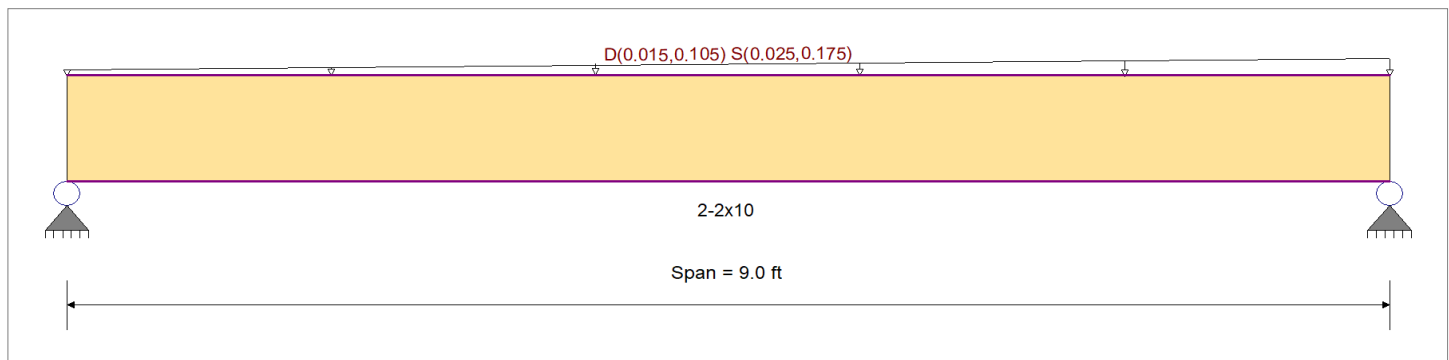 D(0.015,0.105) S(0.025,0.175)
2-2x10
Span = 9.0 ft